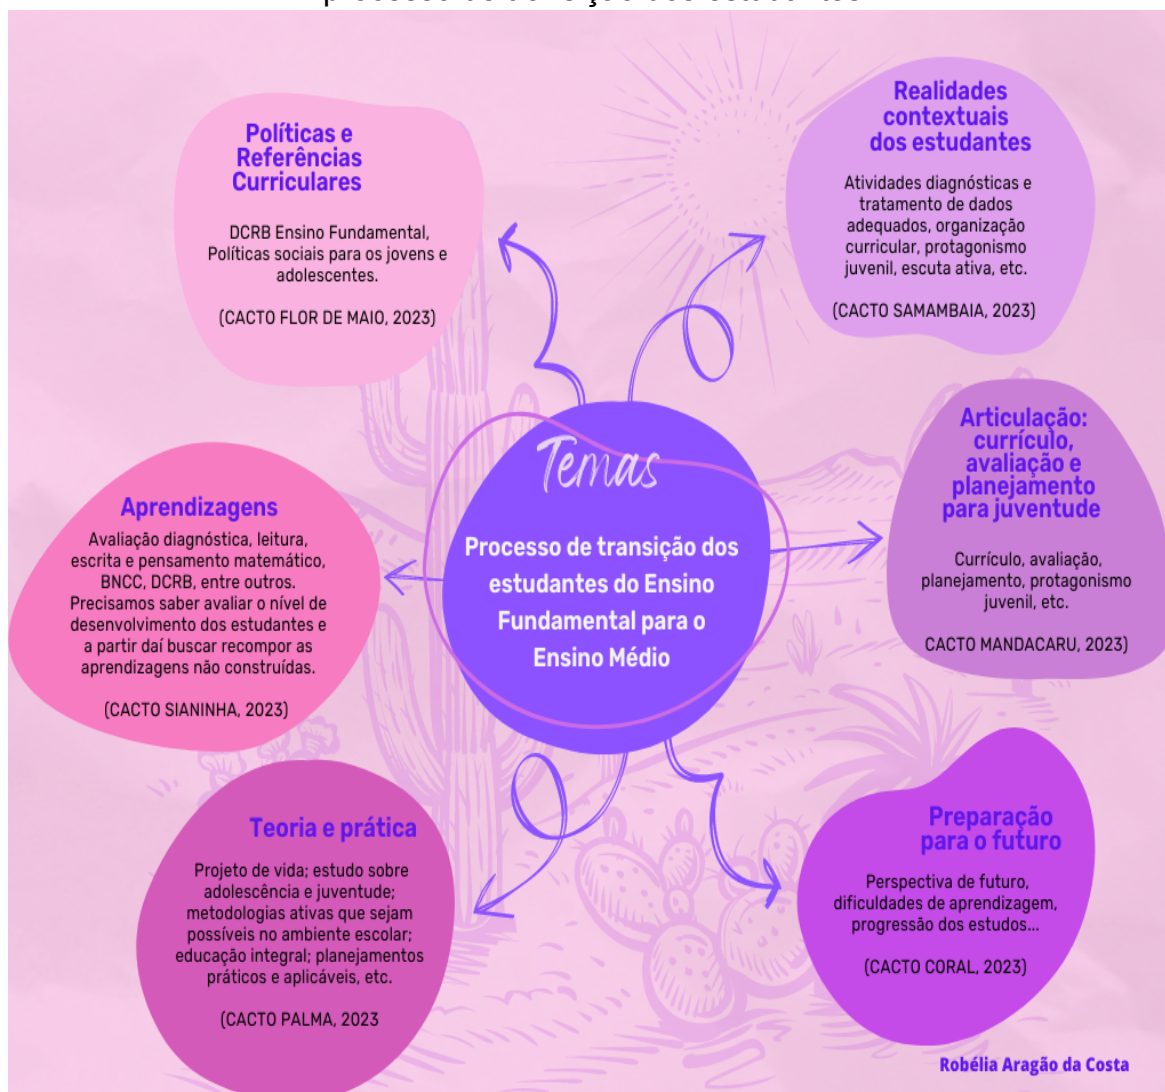 Políticas e
Referências
Curriculares
DCRB Ensino Fundamental,
Políticas sociais para os jovens e
adolescentes.
(CACTO FLOR DE MAIO, 2023)
Realidades
contextuais
dos estudantes
Atividades diagnósticas e
tratamento de dados
adequados, organização
curricular, protagonismo
juvenil, escuta ativa, etc.
(CACTO SAMAMBAIA, 2023)
Temas
Processo de transição dos
estudantes do Ensino
Fundamental para o
Ensino Médio
Aprendizagens
Avaliação diagnóstica, leitura,
escrita e pensamento matemático,
BNCC, DCRB, entre outros.
Precisamos saber avaliar o nível de
desenvolvimento dos estudantes e
a partir daí buscar recompor as
aprendizagens não construídas.
(CACTO SIANINHA, 2023)
Articulação:
currículo,
avaliação e
planejamento
para juventude
Currículo, avaliação,
planejamento, protagonismo
juvenil, etc.
CACTO MANDACARU, 2023)
Teoria e prática
Projeto de vida; estudo sobre
adolescência e juventude;
metodologias ativas que sejam
possíveis no ambiente escolar;
educação integral; planejamentos
práticos e aplicáveis, etc.
(CACTO PALMA, 2023
Preparação
para o futuro
Perspectiva de futuro,
dificuldades de aprendizagem,
progressão dos estudos...
(CACTO CORAL, 2023)
Robélia Aragão da Costa